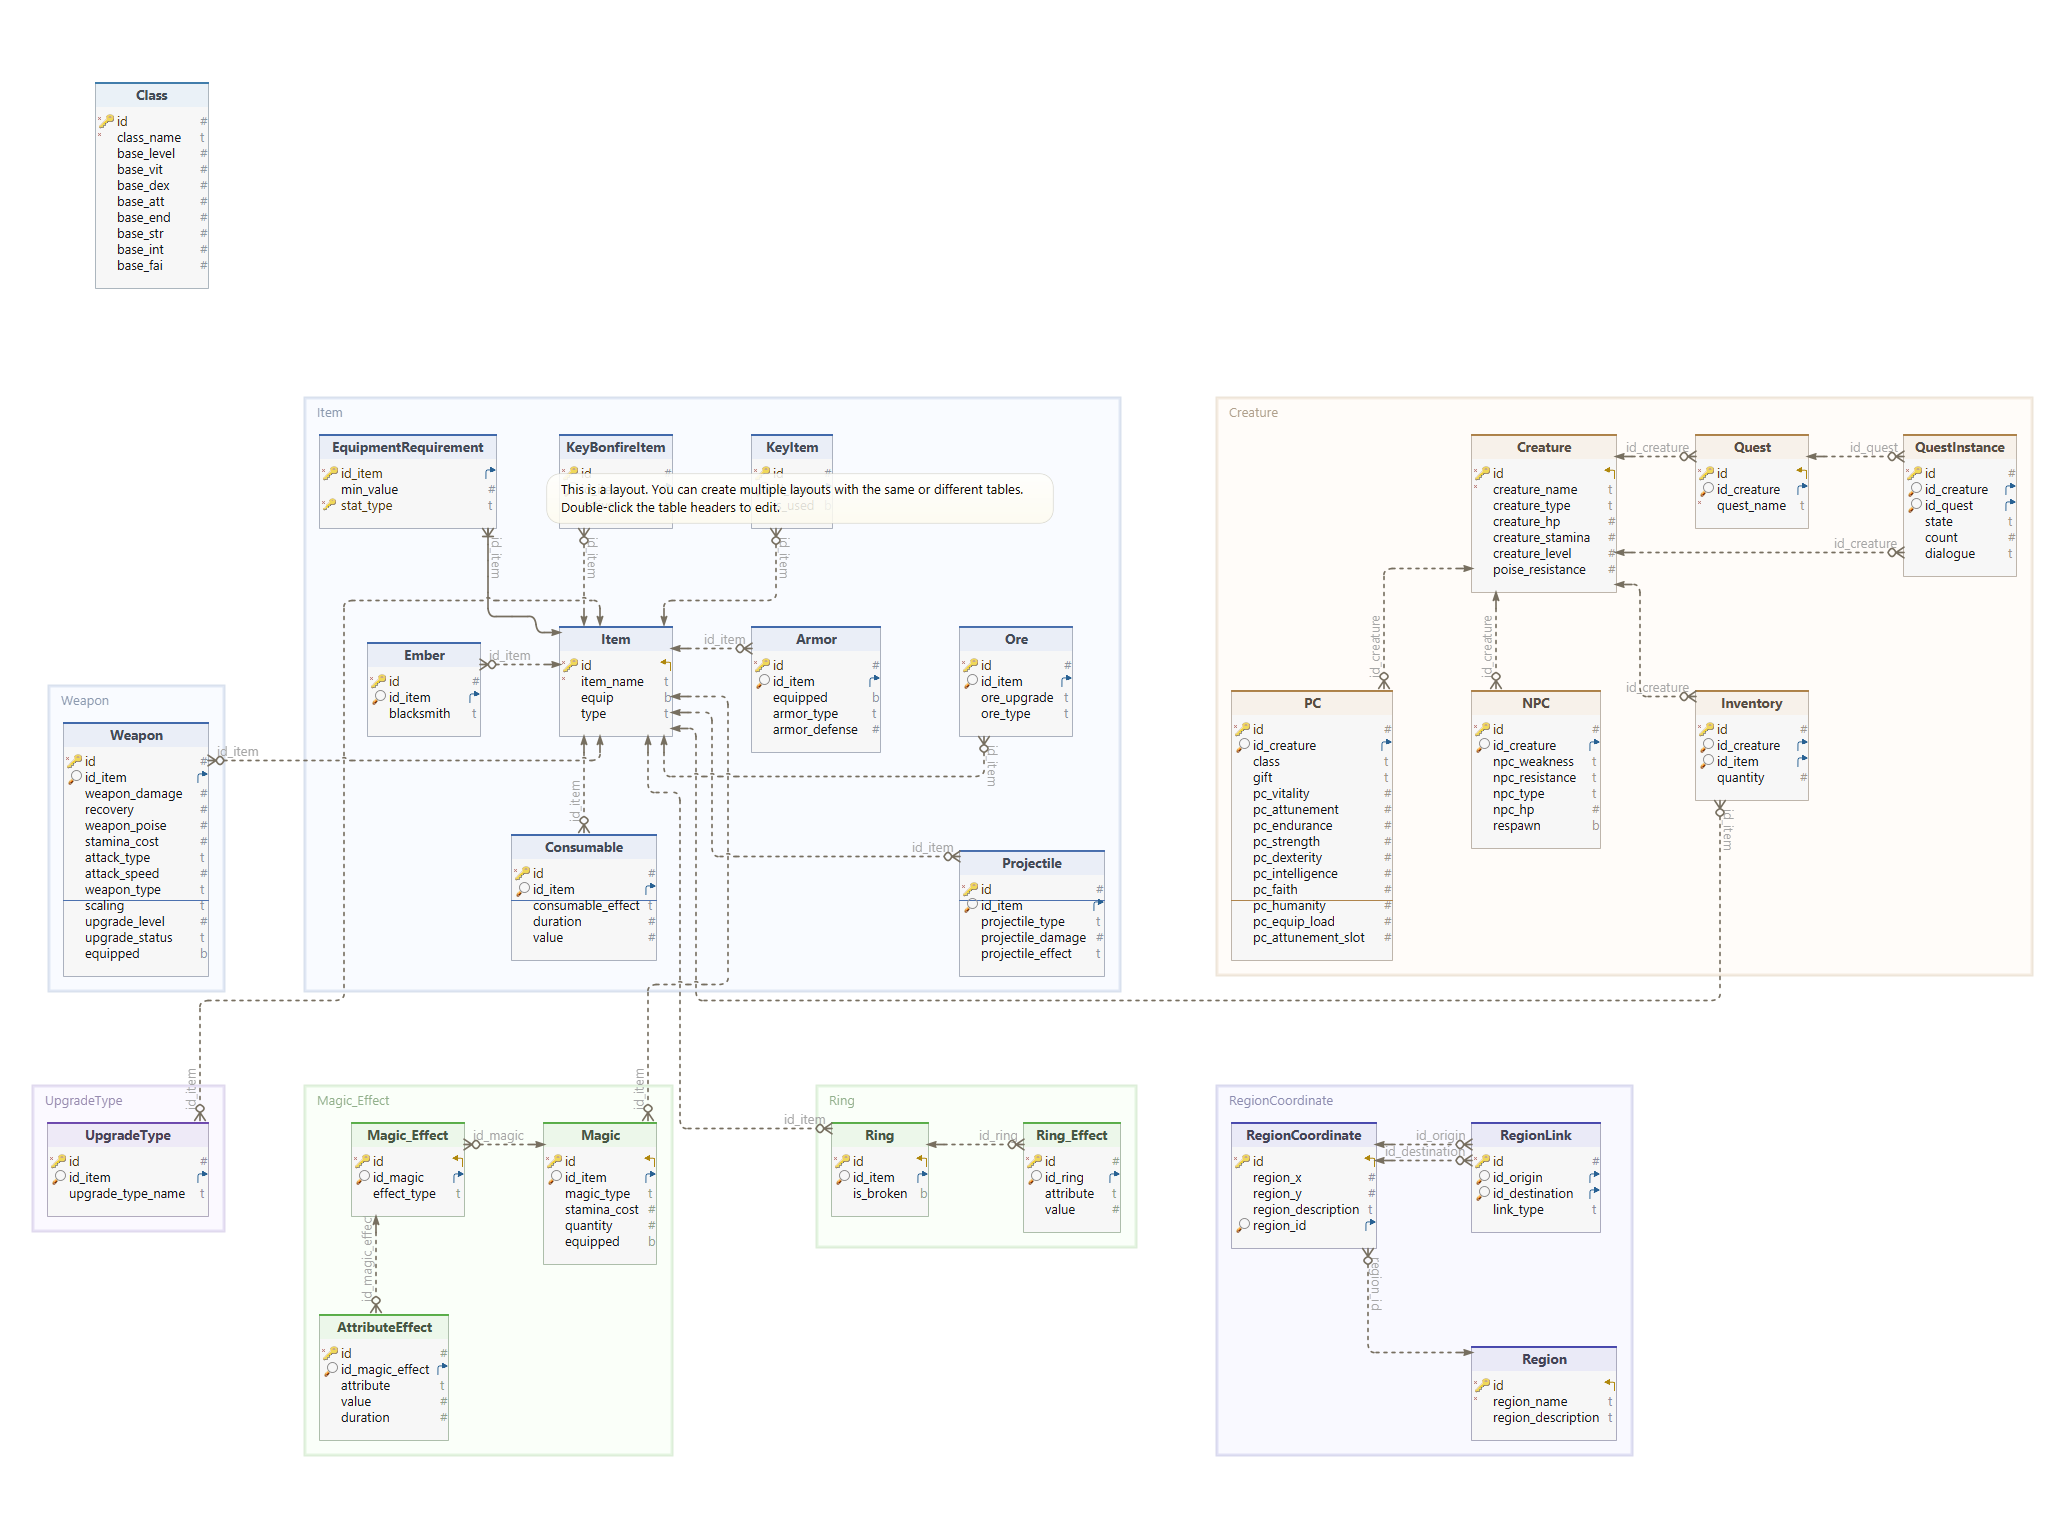 Class
id #
class_name t
base_level #
base_vit #
base_dex #
base_att #
base_end #
base_str #
base_int #
base_fai #
Item
EquipmentRequirement
id_item
min_value #
stat_type t
KeyBonfireItem
id #
KeyItem
id #
This is a layout. You can create multiple layouts with the same or different tables.
Double-click the table headers to edit.
id_item
id_item
id_item
Ember
id #
id_item
blacksmith t
id_item
Item
id
item_name t
equip b
type t
id_item
Armor
id #
id_item
equipped b
armor_type t
armor_defense #
Ore
id #
id_item
ore_upgrade t
ore_type t
id_item
id_item
Consumable
id #
id_item
consumable_effect t
duration #
value #
id_item
Projectile
id #
id_item
projectile_type t
projectile_damage #
projectile_effect t
Weapon
Weapon
id #
id_item
weapon_damage #
recovery #
weapon_poise #
stamina_cost #
attack_type t
attack_speed #
weapon_type t
scaling t
upgrade_level #
upgrade_status t
equipped b
id_item
Creature
Creature
id
creature_name t
creature_type t
creature_hp #
creature_stamina #
creature_level #
poise_resistance #
id_creature
Quest
id
id_creature
quest_name t
id_quest
QuestInstance
id #
id_creature
id_quest
state t
count #
dialogue t
id_creature
id_creature
id_creature
id_creature
PC
id #
id_creature
class t
gift t
pc_vitality #
pc_attunement #
pc_endurance #
pc_strength #
pc_dexterity #
pc_intelligence #
pc_faith #
pc_humanity #
pc_equip_load #
pc_attunement_slot #
NPC
id #
id_creature
npc_weakness t
npc_resistance t
npc_type t
npc_hp #
respawn b
Inventory
id #
id_creature
id_item
quantity #
id_item
UpgradeType
id_item
UpgradeType
id #
id_item
upgrade_type_name t
Magic_Effect
id_item
Magic_Effect
id
id_magic
effect_type t
id_magic
Magic
id
id_item
magic_type t
stamina_cost #
quantity #
equipped b
id_magic_effect
AttributeEffect
id #
id_magic_effect
attribute t
value #
duration #
Ring
id_item
Ring
id
id_item
is_broken b
id_ring
Ring_Effect
id #
id_ring
attribute t
value #
RegionCoordinate
RegionCoordinate
id
region_x #
region_y #
region_description t
region_id
id_origin
id_destination
RegionLink
id #
id_origin
id_destination
link_type t
region_id
Region
id
region_name t
region_description t